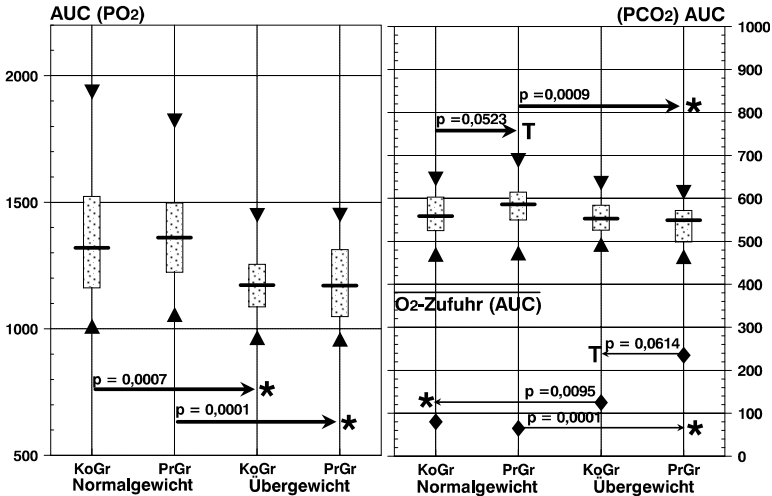 AUC (PO2)
2000
1500
1000
500
p = 0,0007
*
p = 0,0001
*
KoGr PrGr KoGr PrGr
Normalgewicht Übergewicht
(PCO2) AUC
1000
900
800
700
600
500
400
300
200
100
0
p =0,0009
*
p =0,0523
T
O2-Zufuhr (AUC)
T
p =0,0614
*
p =0,0095
p =0,0001
*
KoGr PrGr KoGr PrGr
Normalgewicht Übergewicht